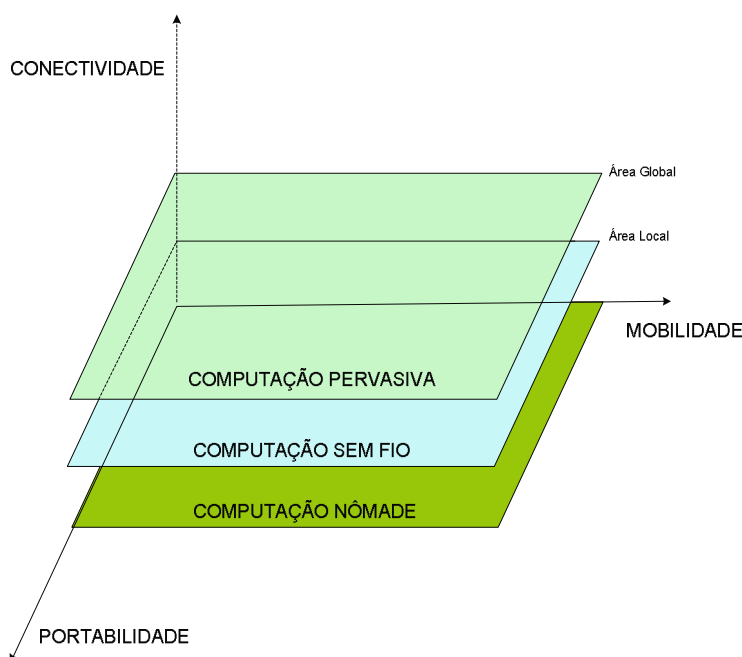 CONECTIVIDADE
Área Global
Área Local
MOBILIDADE
COMPUTAÇÃO PERVASIVA
COMPUTAÇÃO SEM FIO
COMPUTAÇÃO NÔMADE
PORTABILIDADE